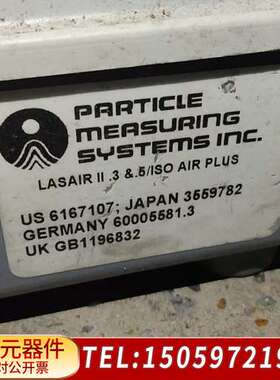 PARTICLE
MEASURING
SYSTEMS INC.
LASAIR II .3 &.5/ISO AIR PLUS
US 6167107; JAPAN 3559782
GERMANY 60005581.3
UK GB1196832
元器件
对公开票
TEL:150597219